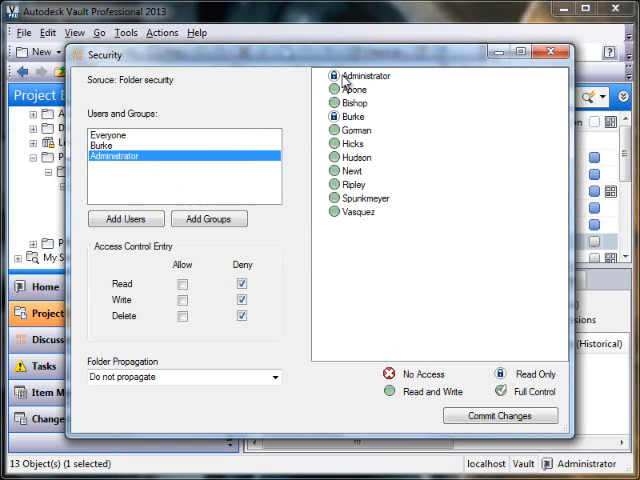 Autodesk Vault Professional 2013
File Edit View Go Tools Actions Help
New
Security
Project E
Soruce: Folder security
Users and Groups:
Everyone
Burke
Administrator
Add Users
Add Groups
Access Control Entry
Allow
Deny
Read
Write
Delete
Folder Propagation
Do not propagate
Administrator
Apone
Bishop
Burke
Gorman
Hicks
Hudson
Newt
Ripley
Spunkmeyer
Vasquez
No Access
Read Only
Read and Write
Full Control
Commit Changes
A
D
Li
P
P
My S
Home
Project
Discuss
Tasks
Item M
Change
(Historical)
13 Object(s) (1 selected)
localhost
Vault
Administrator